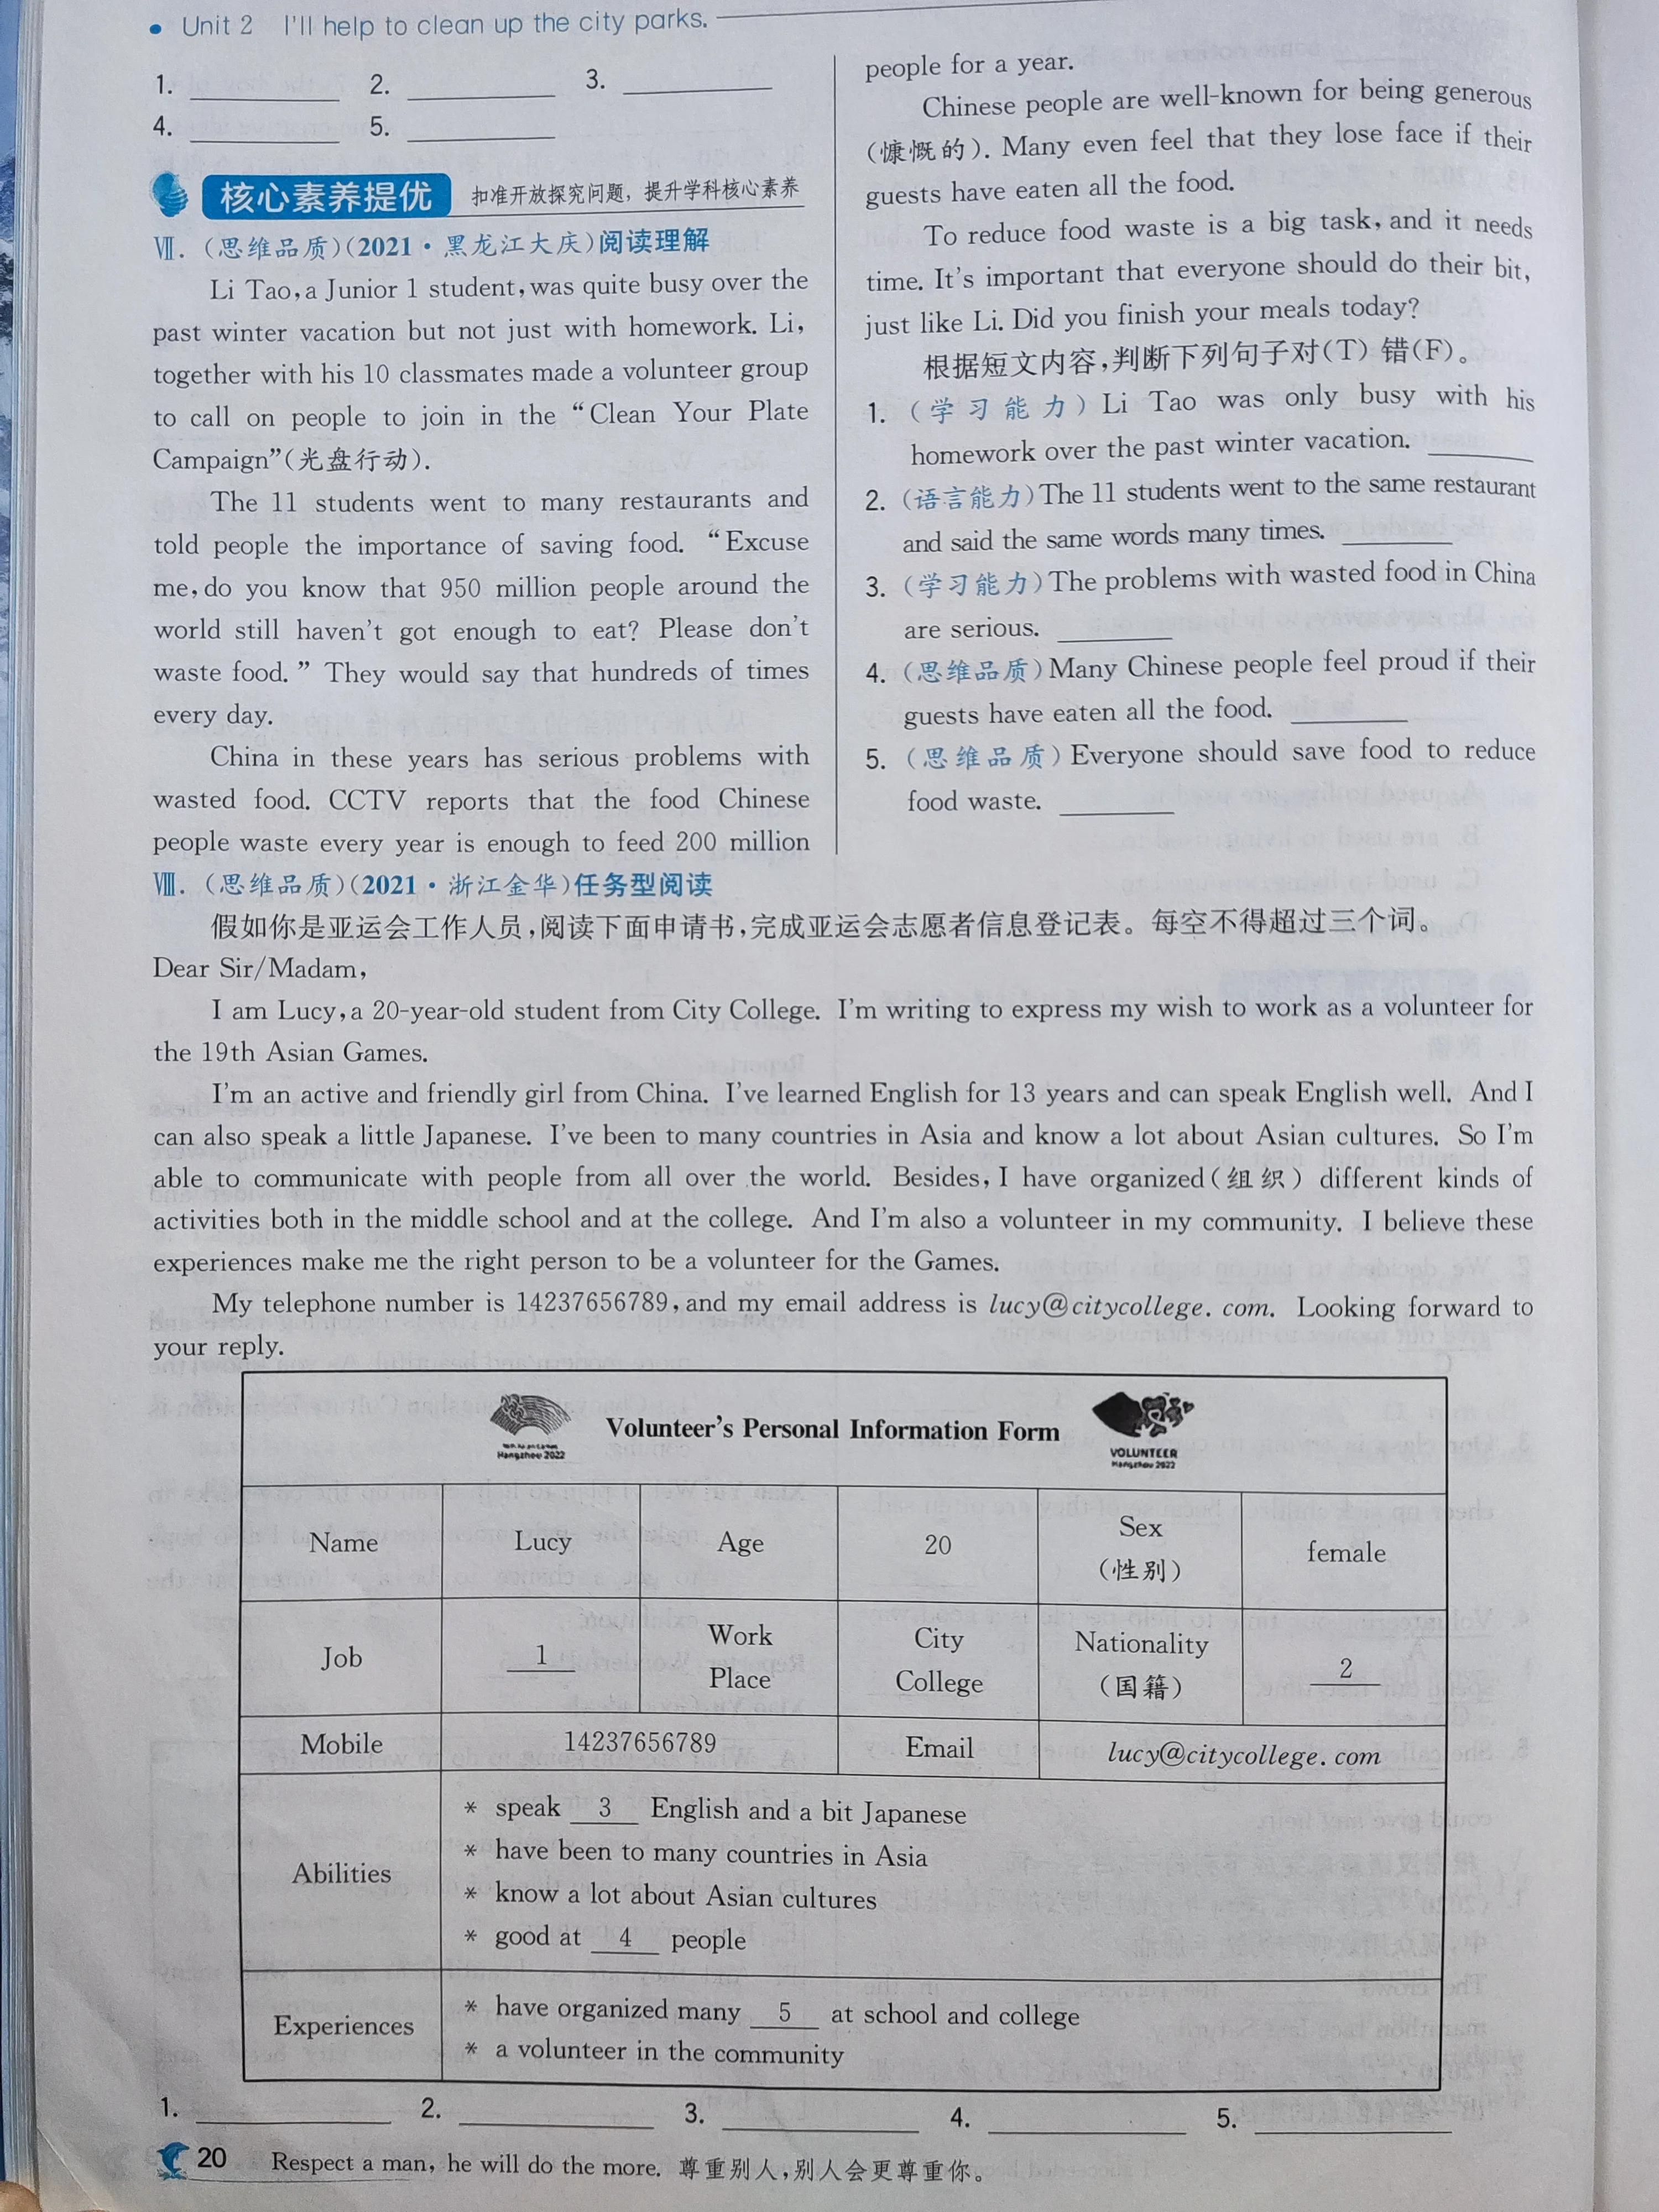 • Unit 2 I'll help to clean up the city parks.
1. ________ 2. ________ 3. ________
4. ________ 5. ________
核心素养提优 扣准开放探究问题，提升学科核心素养
Ⅶ. (思维品质)(2021·黑龙江大庆)阅读理解
Li Tao, a Junior 1 student, was quite busy over the
past winter vacation but not just with homework. Li,
together with his 10 classmates made a volunteer group
to call on people to join in the “Clean Your Plate
Campaign”(光盘行动).
The 11 students went to many restaurants and
told people the importance of saving food. “Excuse
me, do you know that 950 million people around the
world still haven't got enough to eat? Please don't
waste food.” They would say that hundreds of times
every day.
China in these years has serious problems with
wasted food. CCTV reports that the food Chinese
people waste every year is enough to feed 200 million
people for a year.
Chinese people are well-known for being generous
(慷慨的). Many even feel that they lose face if their
guests have eaten all the food.
To reduce food waste is a big task, and it needs
time. It's important that everyone should do their bit,
just like Li. Did you finish your meals today?
根据短文内容，判断下列句子对(T) 错(F)。
1. (学习能力) Li Tao was only busy with his
homework over the past winter vacation. ________
2. (语言能力) The 11 students went to the same restaurant
and said the same words many times. ________
3. (学习能力) The problems with wasted food in China
are serious. ________
4. (思维品质) Many Chinese people feel proud if their
guests have eaten all the food. ________
5. (思维品质) Everyone should save food to reduce
food waste. ________
Ⅷ. (思维品质)(2021·浙江金华)任务型阅读
假如你是亚运会工作人员，阅读下面申请书，完成亚运会志愿者信息登记表。每空不得超过三个词。
Dear Sir/Madam,
I am Lucy, a 20-year-old student from City College. I'm writing to express my wish to work as a volunteer for
the 19th Asian Games.
I'm an active and friendly girl from China. I've learned English for 13 years and can speak English well. And I
can also speak a little Japanese. I've been to many countries in Asia and know a lot about Asian cultures. So I'm
able to communicate with people from all over the world. Besides, I have organized(组织) different kinds of
activities both in the middle school and at the college. And I'm also a volunteer in my community. I believe these
experiences make me the right person to be a volunteer for the Games.
My telephone number is 14237656789, and my email address is lucy@citycollege.com. Looking forward to
your reply.
Volunteer's Personal Information Form
Hangzhou 2022
VOLUNTEER
Hangzhou 2022
Name Lucy Age 20 Sex (性别) female
Job 1 Work Place City College Nationality (国籍) 2
Mobile 14237656789 Email lucy@citycollege.com
Abilities
* speak 3 English and a bit Japanese
* have been to many countries in Asia
* know a lot about Asian cultures
* good at 4 people
Experiences
* have organized many 5 at school and college
* a volunteer in the community
1. ________ 2. ________ 3. ________ 4. ________ 5. ________
20 Respect a man, he will do the more. 尊重别人，别人会更尊重你。